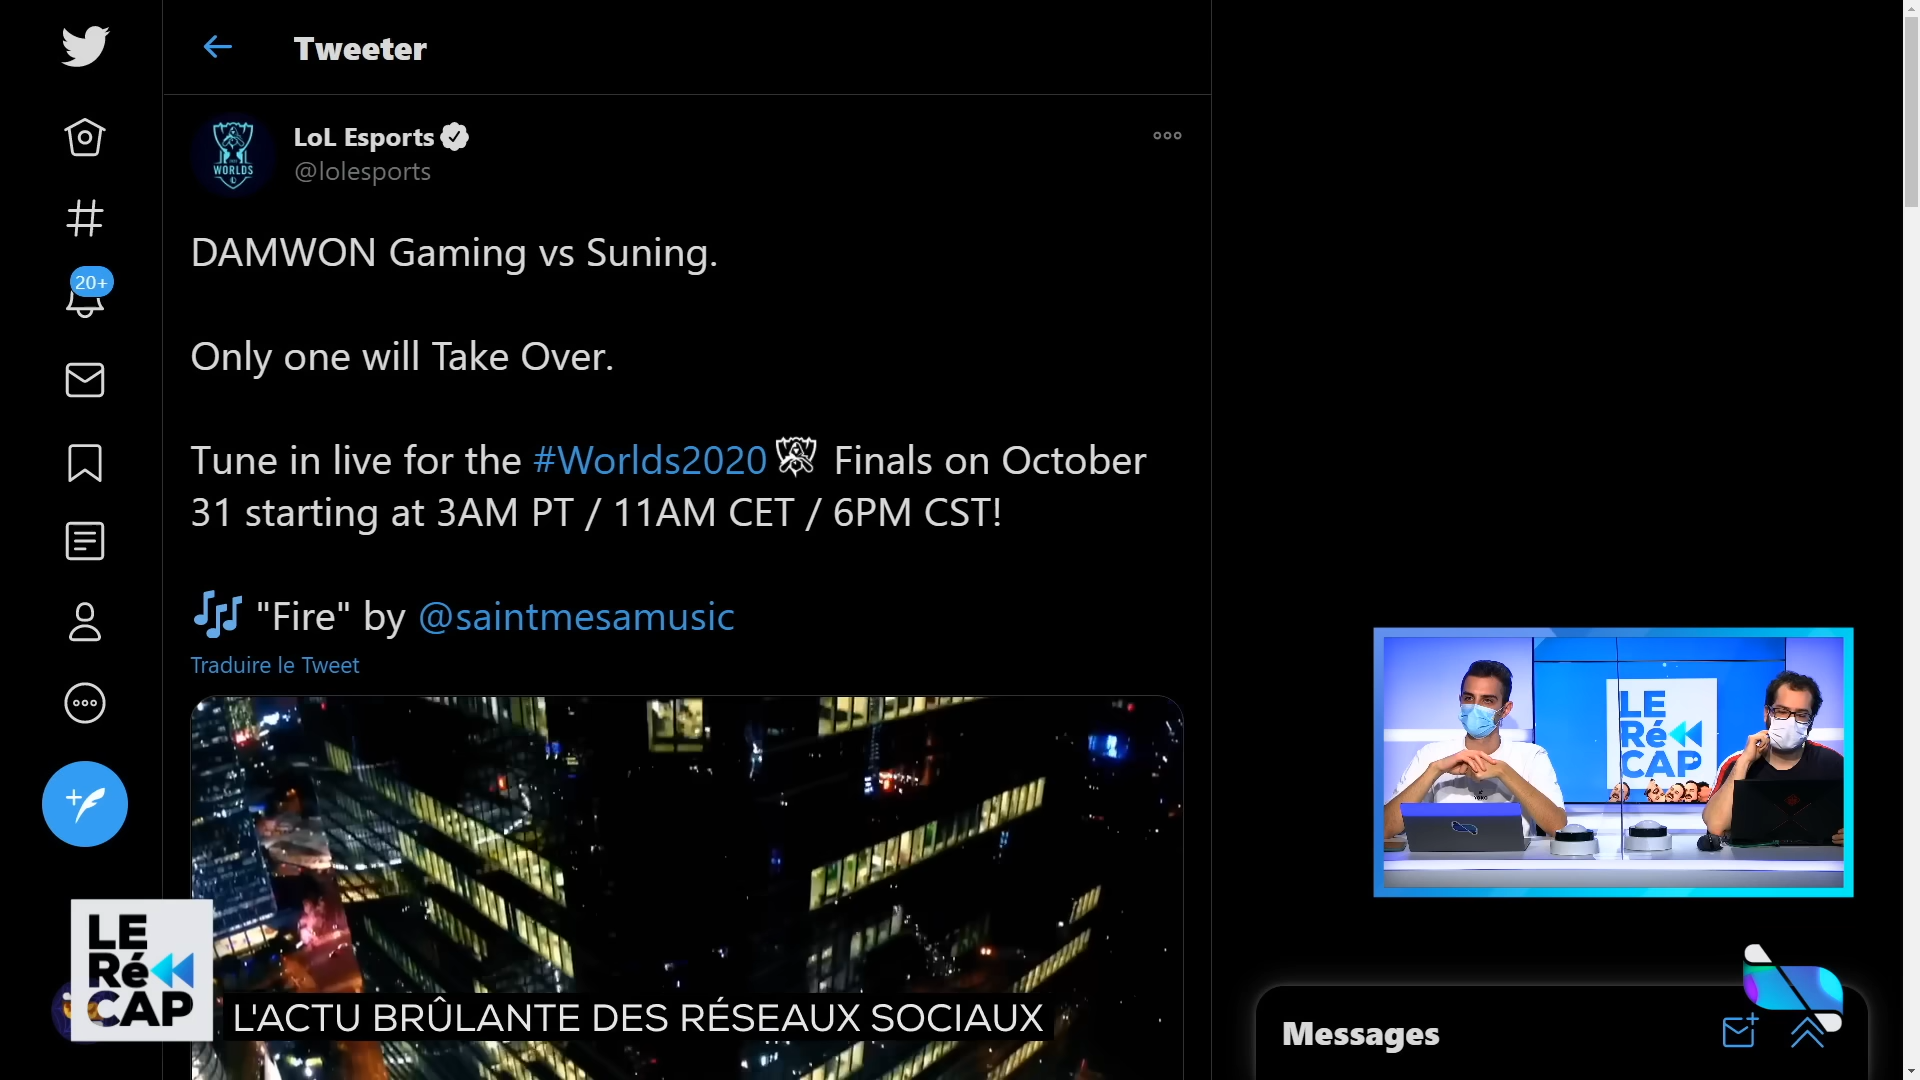 Tweeter
LoL Esports
@lolesports
WORLDS
20+
DAMWON Gaming vs Suning.
Only one will Take Over.
Tune in live for the #Worlds2020 Finals on October
31 starting at 3AM PT / 11AM CET / 6PM CST!
"Fire" by @saintmesamusic
Traduire le Tweet
LE
Ré
CAP
LE
Ré
CAP
L'ACTU BRÛLANTE DES RÉSEAUX SOCIAUX
Messages